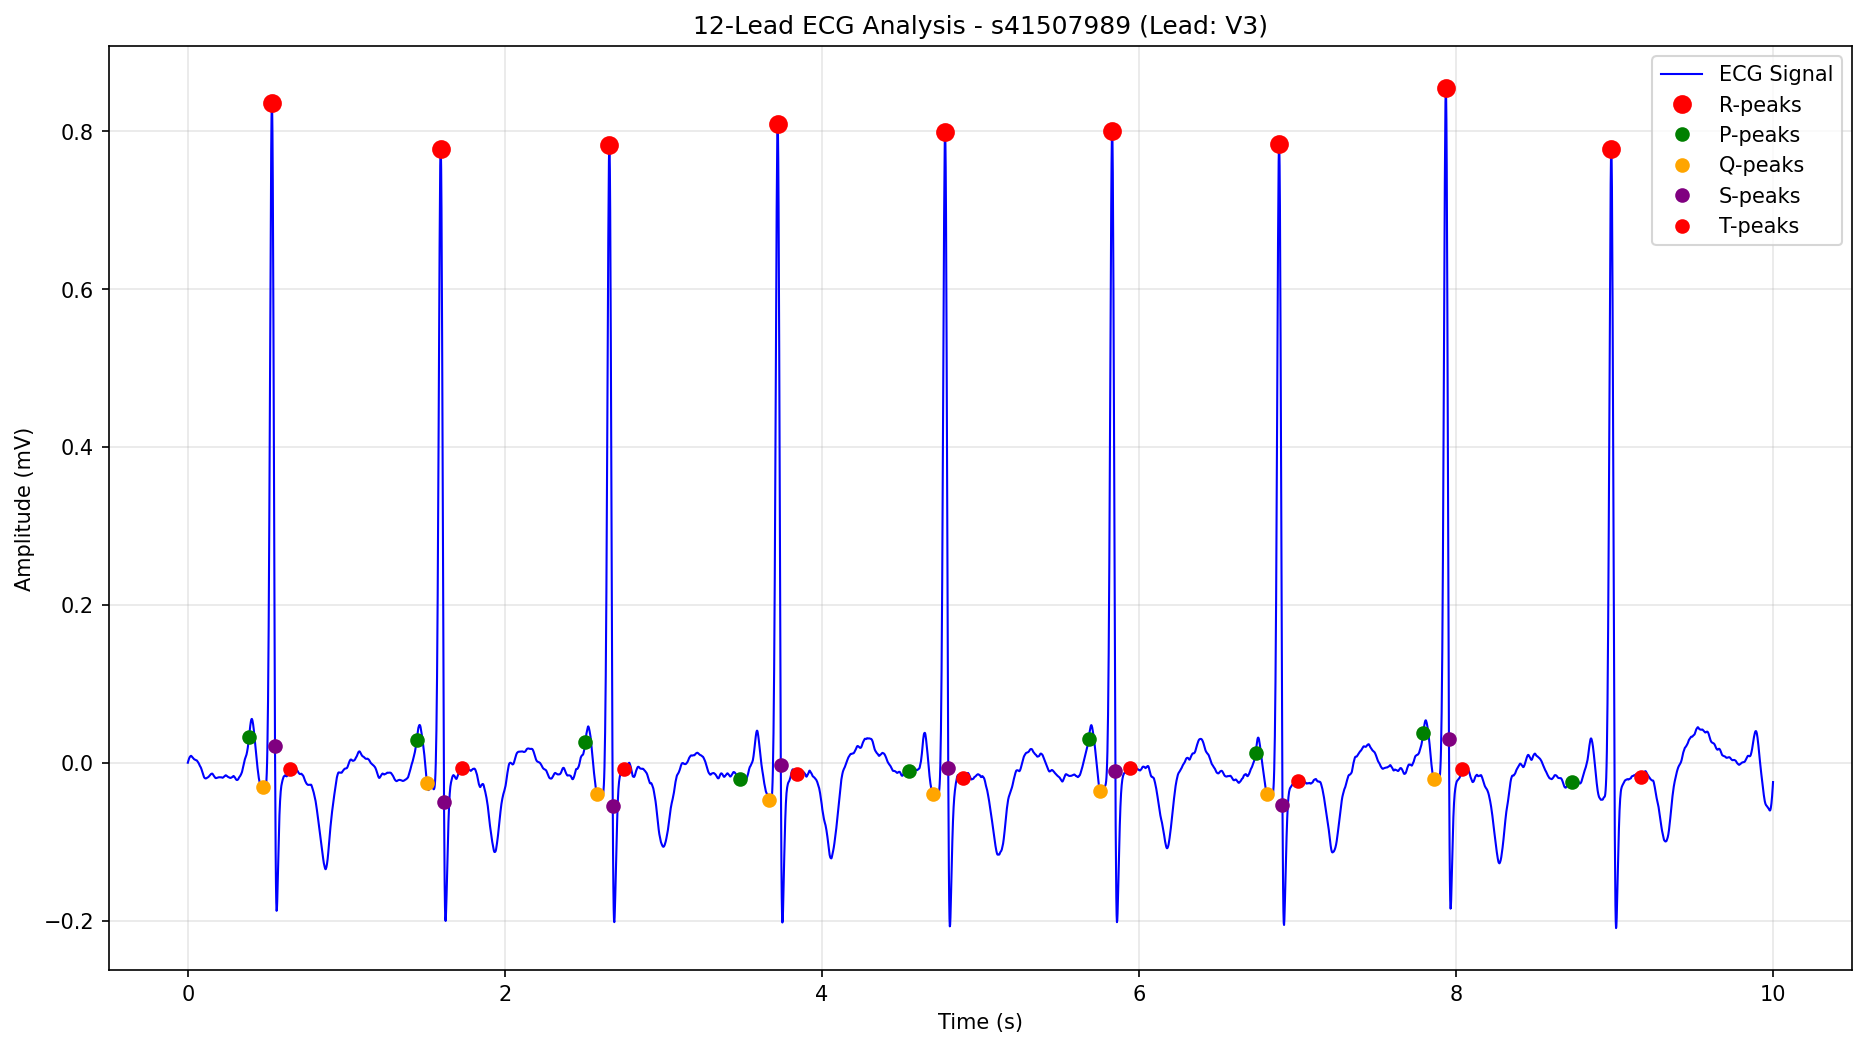 12-Lead ECG Analysis - s41507989 (Lead: V3)
ECG Signal
R-peaks
P-peaks
Q-peaks
S-peaks
T-peaks
Amplitude (mV)
0.8
0.6
0.4
0.2
0.0
−0.2
0 2 4 6 8 10
Time (s)